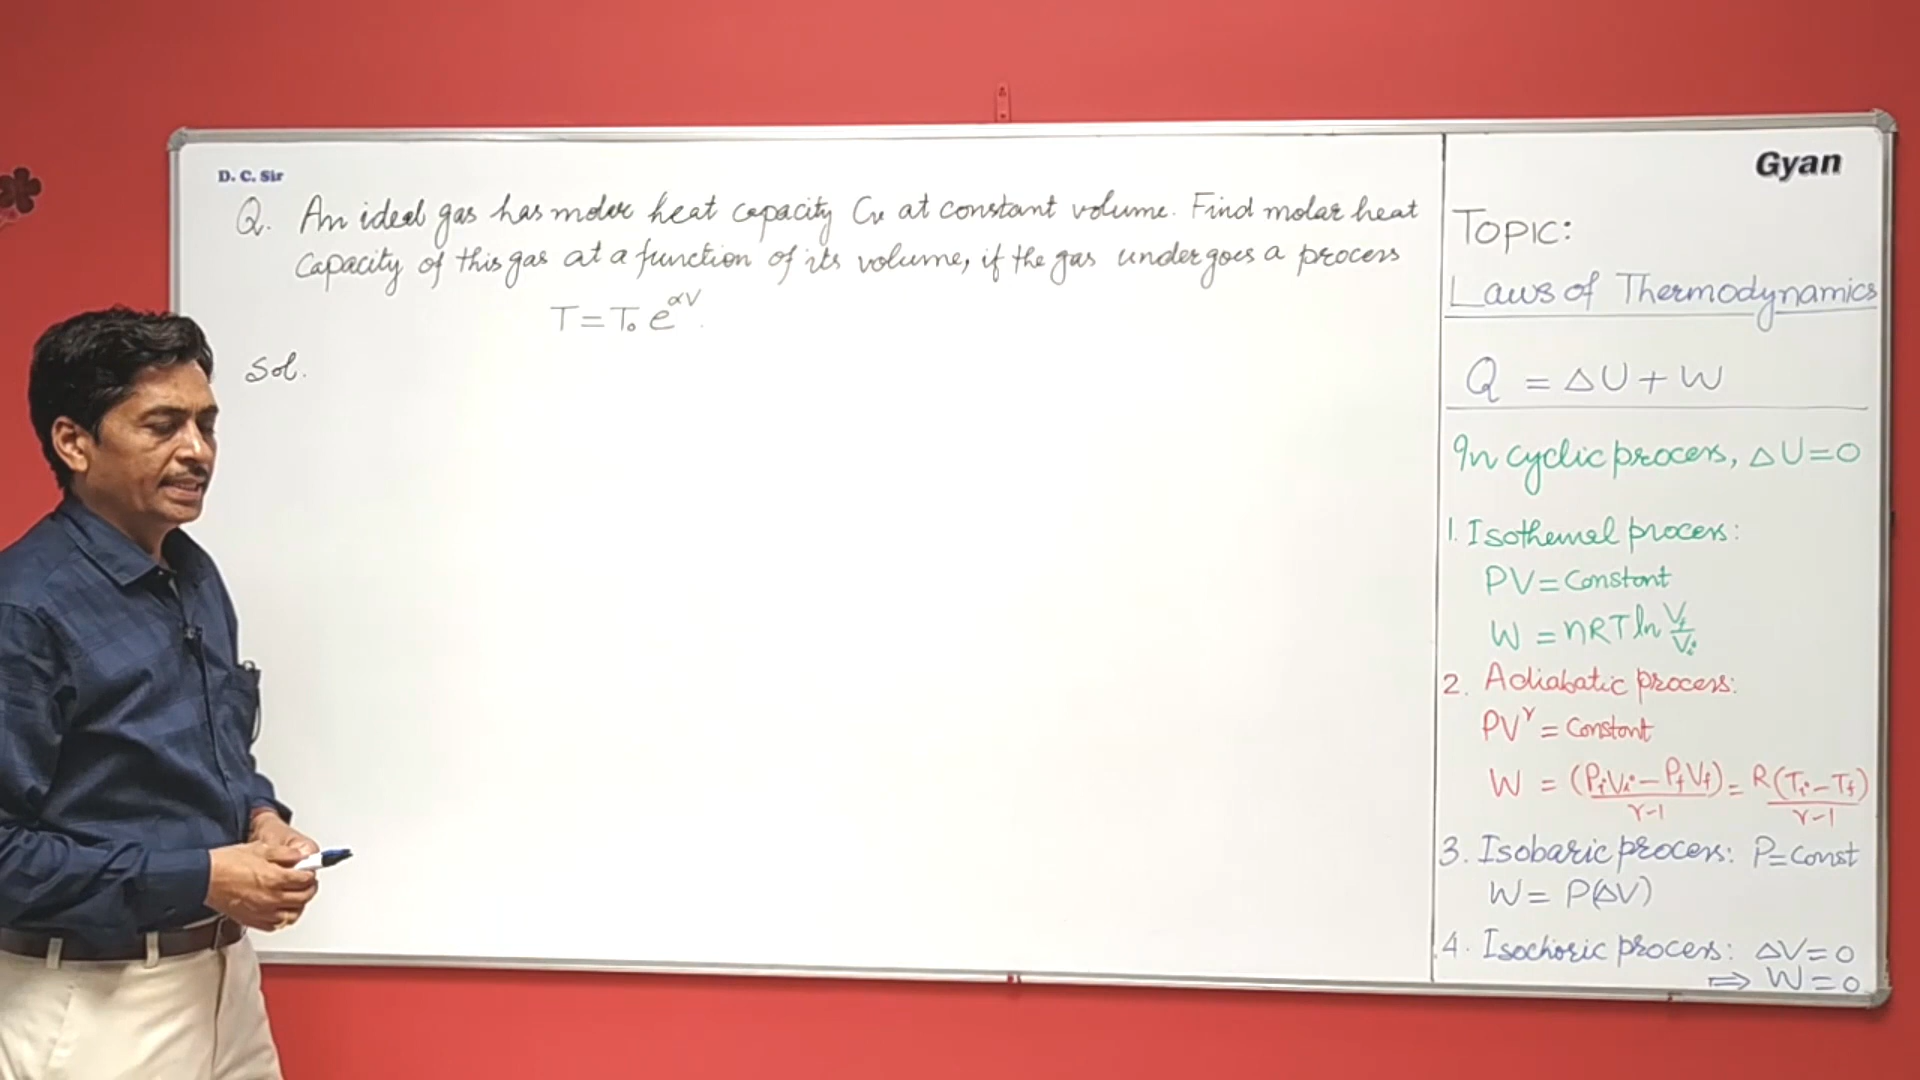 D. C. Sir
Q. An ideal gas has molar heat capacity Cv at constant volume. Find molar heat
capacity of this gas at a function of its volume, if the gas undergoes a process
T = T₀ e^αV.
Sol.
Gyan
TOPIC:
Laws of Thermodynamics
Q = ΔU + W
In cyclic process, ΔU = 0
1. Isothemal process:
PV = Constant
W = nRT ln Vf/Vi
2. Adiabatic process:
PV^γ = Constant
W = (PiVi - PfVf)/γ-1 = R(Ti - Tf)/γ-1
3. Isobaric process: P = Const
W = P(ΔV)
4. Isochoric process: ΔV = 0
⇒ W = 0